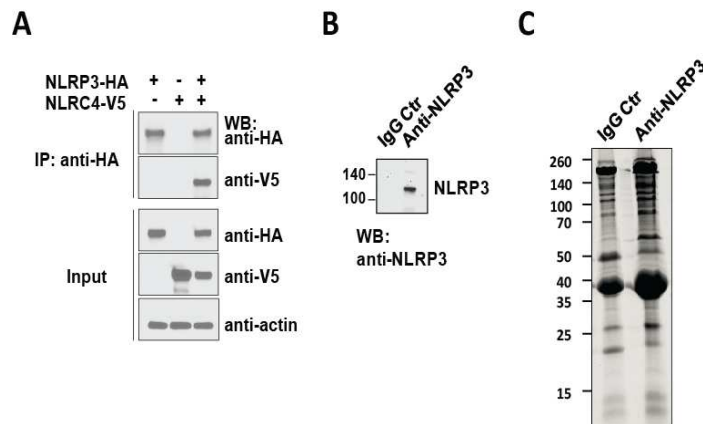 A
NLRP3-HA + - +
NLRC4-V5 - + +
WB:
anti-HA
IP: anti-HA
anti-V5
anti-HA
Input
anti-V5
anti-actin
B
IgG Ctr
Anti-NLRP3
140
100
NLRP3
WB:
anti-NLRP3
C
IgG Ctr
Anti-NLRP3
260
140
100
70
50
40
35
25
15